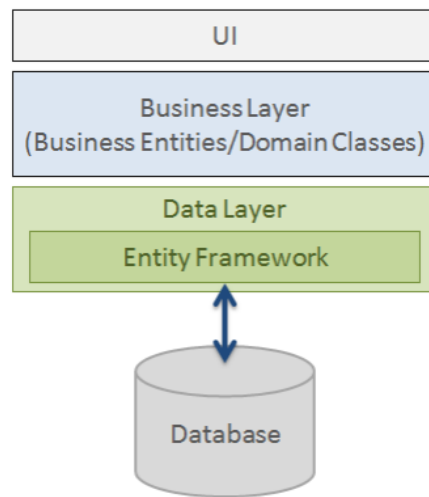 UI
Business Layer
(Business Entities/Domain Classes)
Data Layer
Entity Framework
Database